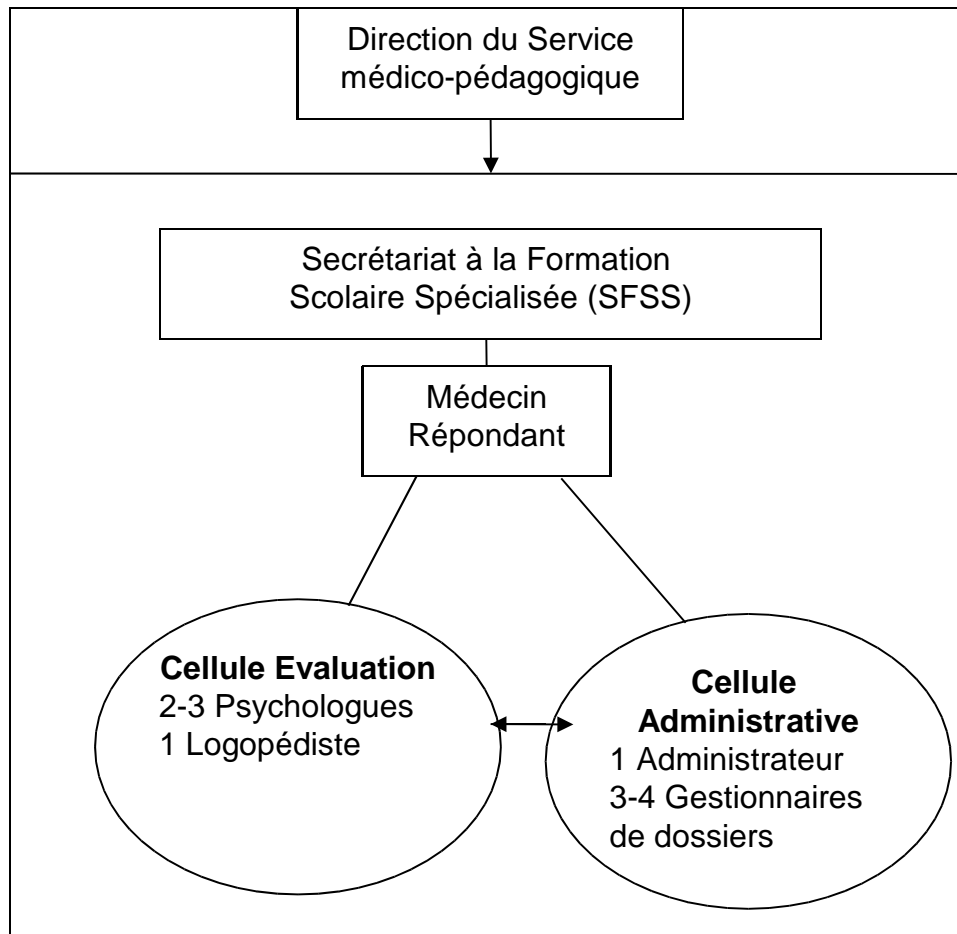 Direction du Service
médico-pédagogique
Secrétariat à la Formation
Scolaire Spécialisée (SFSS)
Médecin
Répondant
Cellule Evaluation
2-3 Psychologues
1 Logopédiste
Cellule
Administrative
1 Administrateur
3-4 Gestionnaires
de dossiers